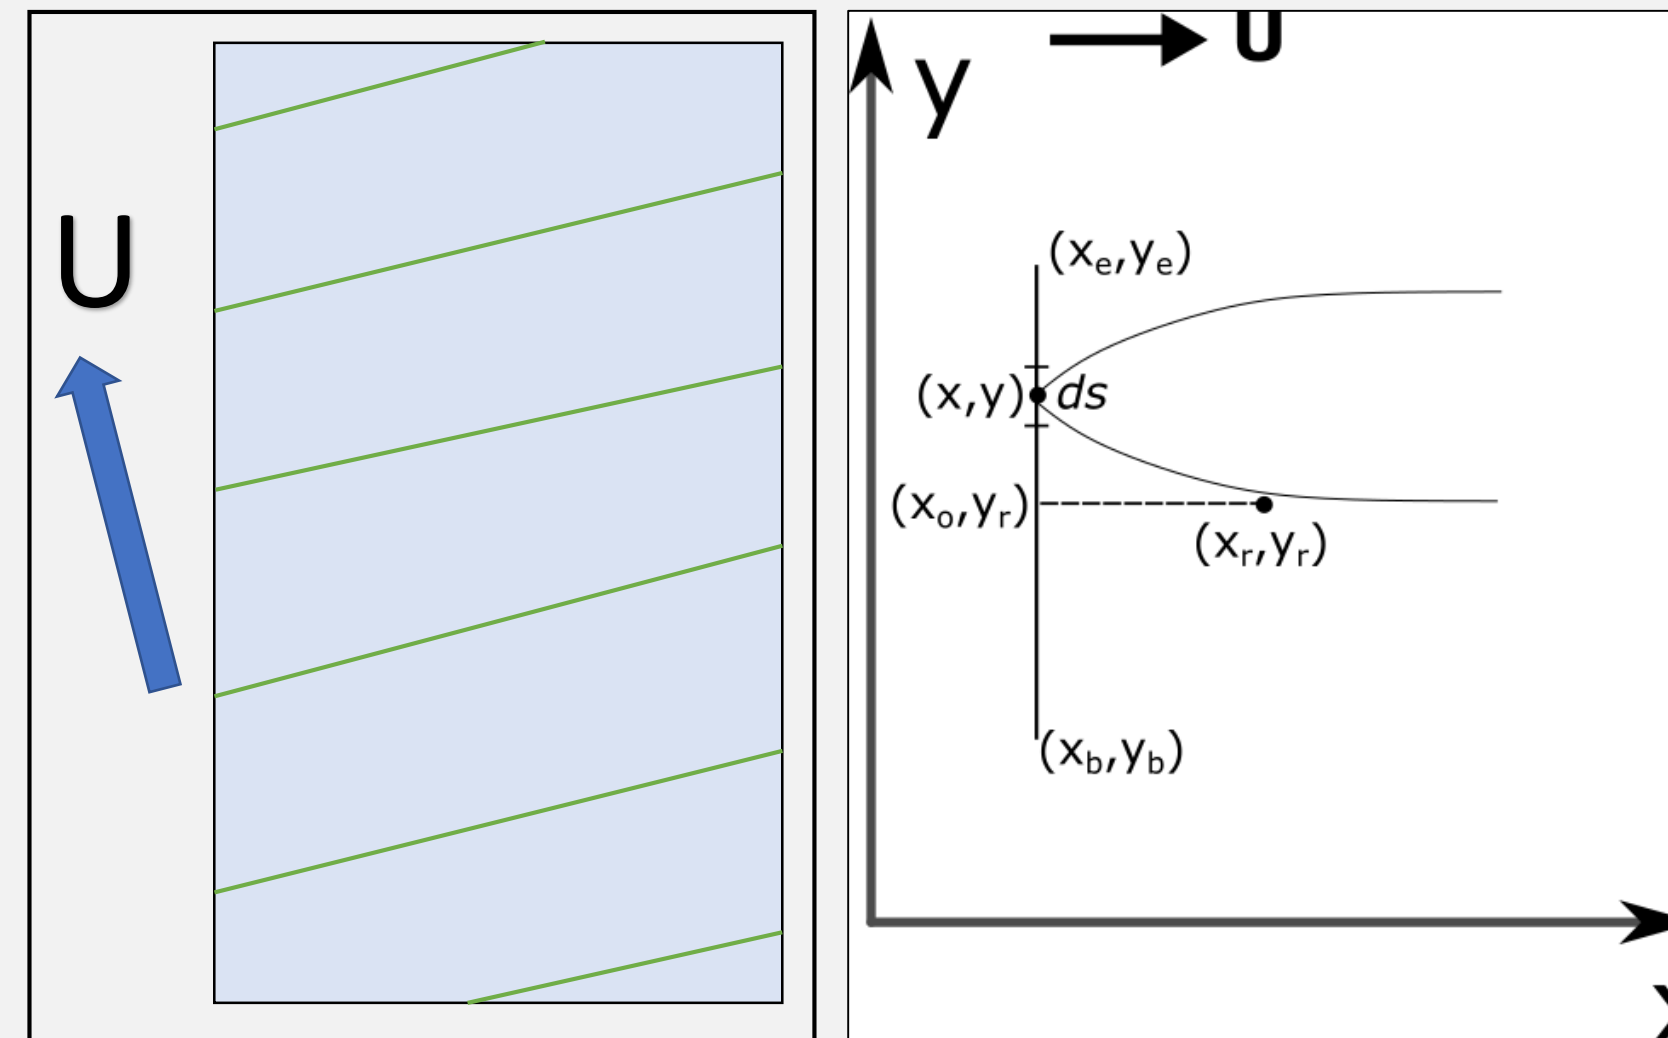 U
U
y
(xe,ye)
(x,y) ds
(xo,yr)
(xr,yr)
(xb,yb)